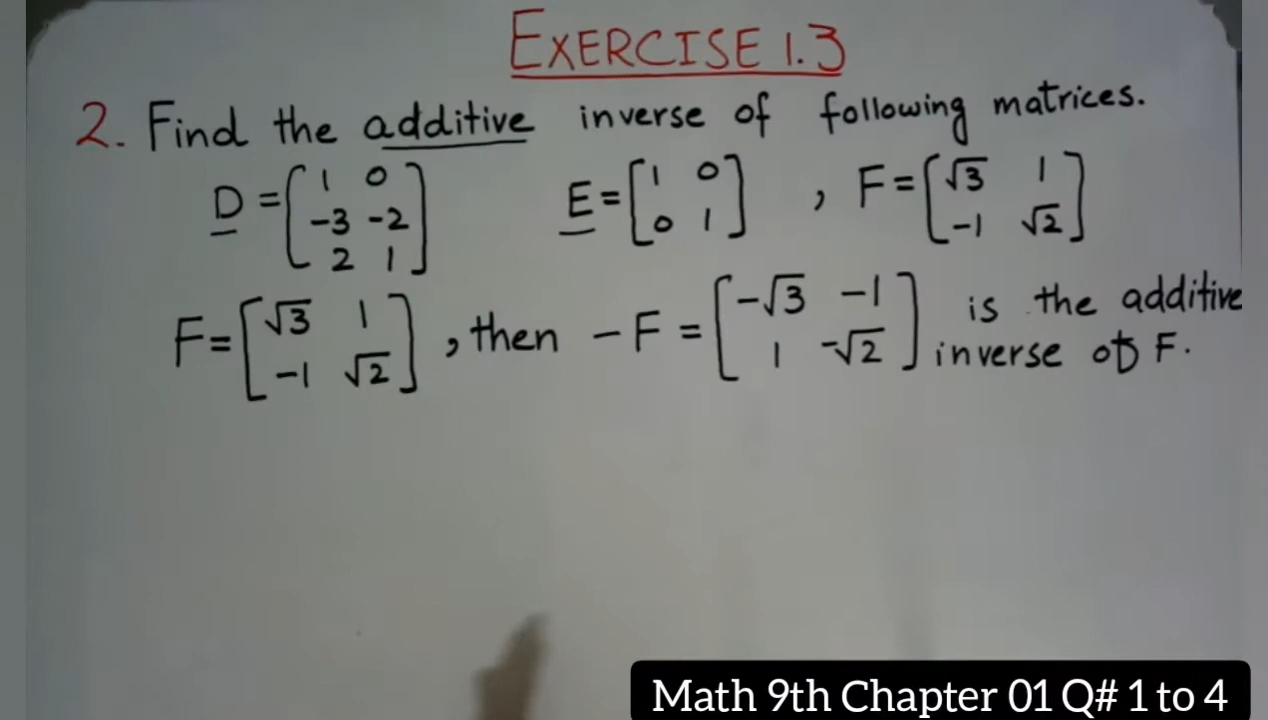 EXERCISE 1.3
2. Find the additive inverse of following matrices.
D = [1 0
-3 -2
2 1]
E = [1 0
0 1] , F = [√3 1
-1 √2]
F = [√3 1
-1 √2] , then -F = [-√3 -1
1 -√2] is the additive
inverse of F.
Math 9th Chapter 01 Q# 1 to 4